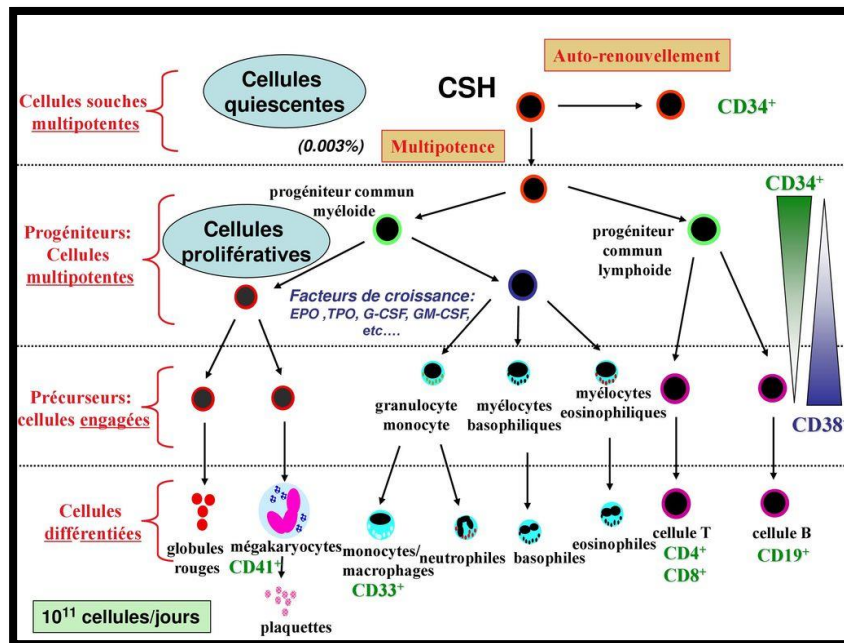 Auto-renouvellement
Cellules
quiescentes
CSH
Cellules souches
multipotentes
CD34+
(0.003%)
Multipotence
CD34+
progéniteur commun
myéloide
Progéniteurs:
Cellules
multipotentes
Cellules
prolifératives
progéniteur
commun
lymphoide
Facteurs de croissance:
EPO ,TPO, G-CSF, GM-CSF,
etc….
Précurseurs:
cellules engagées
granulocyte
monocyte
myélocytes
basophiliques
myélocytes
eosinophiliques
CD38
Cellules
différentiées
globules
rouges
mégakaryocytes
CD41+
monocytes/
macrophages
CD33+
neutrophiles
basophiles
eosinophiles
cellule T
CD4+
CD8+
cellule B
CD19+
10¹¹ cellules/jours
plaquettes